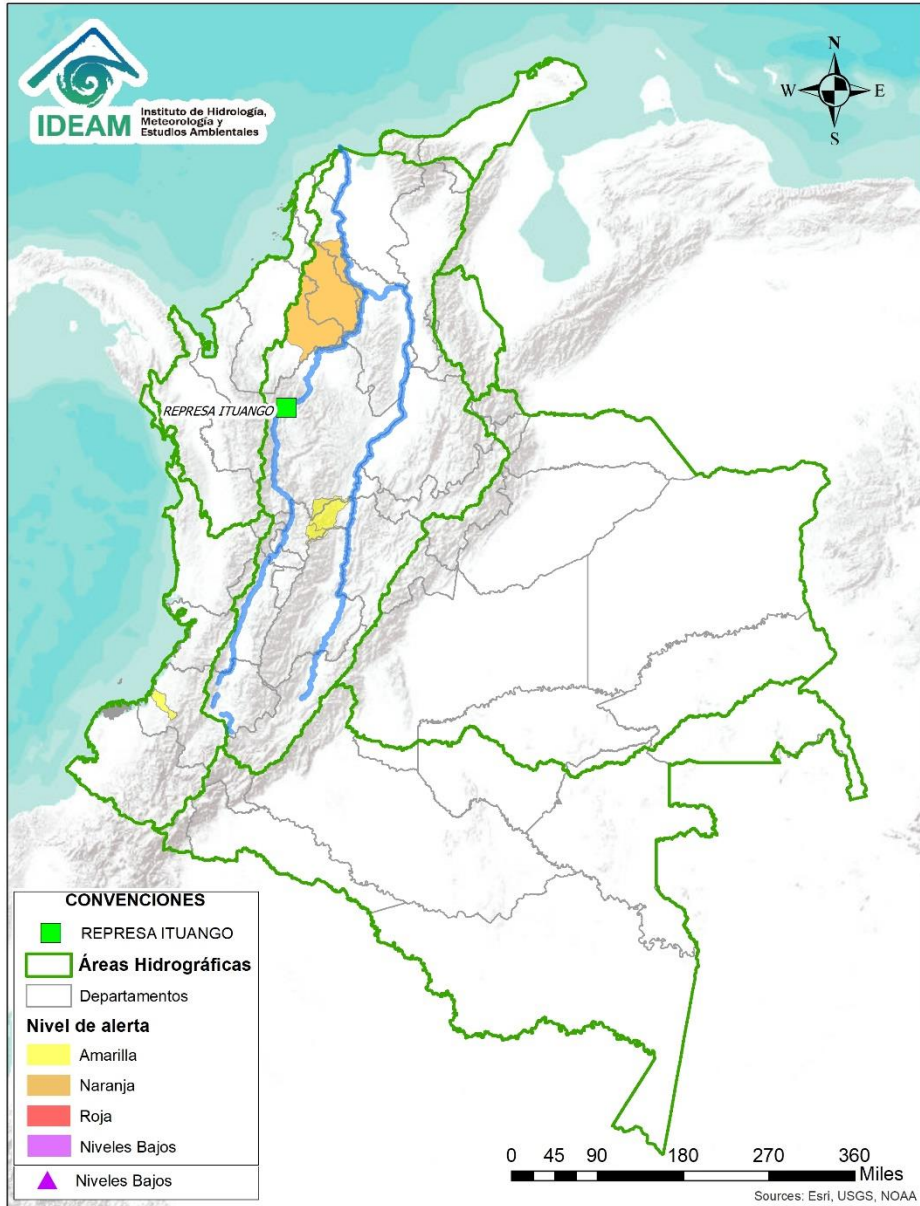 IDEAM
Instituto de Hidrología,
Meteorología y
Estudios Ambientales
N
W
E
S
REPRESA ITUANGO
CONVENCIONES
REPRESA ITUANGO
Áreas Hidrográficas
Departamentos
Nivel de alerta
Amarilla
Naranja
Roja
Niveles Bajos
Niveles Bajos
0 45 90 180 270 360
Miles
Sources: Esri, USGS, NOAA